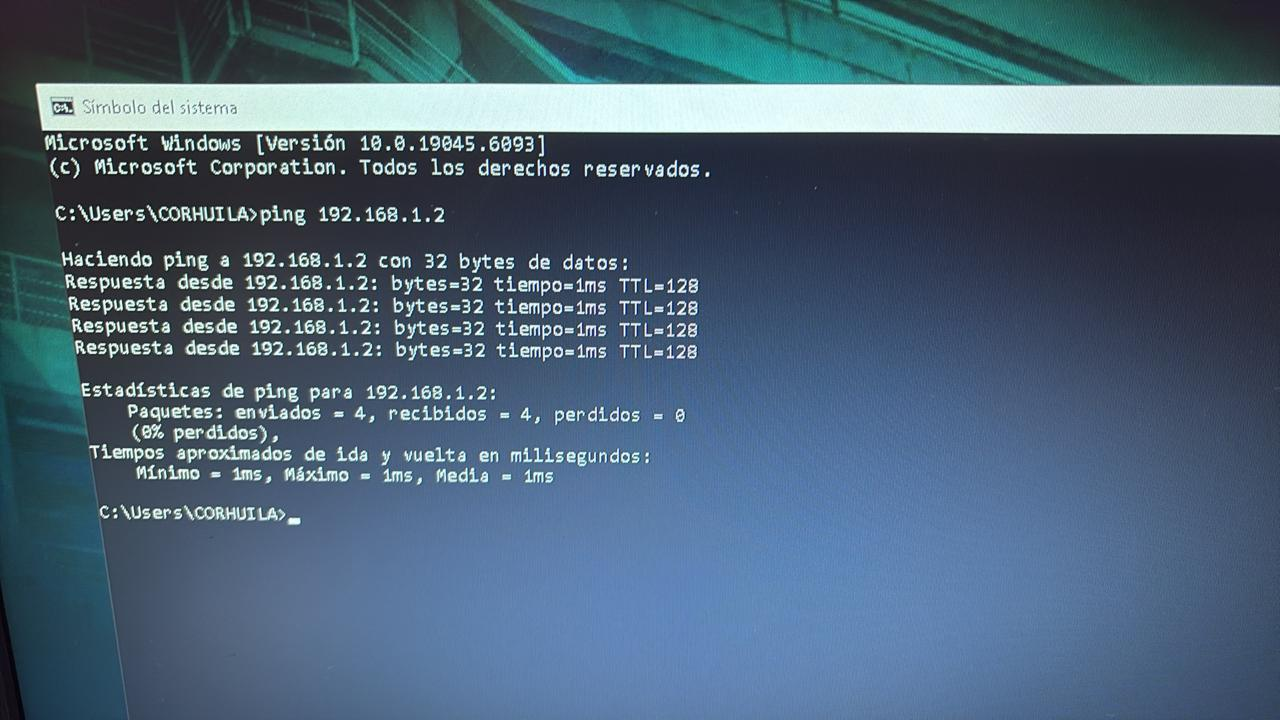 Símbolo del sistema
Microsoft Windows [Versión 10.0.19045.6093]
(c) Microsoft Corporation. Todos los derechos reservados.
C:\Users\CORHUILA>ping 192.168.1.2
Haciendo ping a 192.168.1.2 con 32 bytes de datos:
Respuesta desde 192.168.1.2: bytes=32 tiempo=1ms TTL=128
Respuesta desde 192.168.1.2: bytes=32 tiempo=1ms TTL=128
Respuesta desde 192.168.1.2: bytes=32 tiempo=1ms TTL=128
Respuesta desde 192.168.1.2: bytes=32 tiempo=1ms TTL=128
Estadísticas de ping para 192.168.1.2:
Paquetes: enviados = 4, recibidos = 4, perdidos = 0
(0% perdidos),
Tiempos aproximados de ida y vuelta en milisegundos:
Mínimo = 1ms, Máximo = 1ms, Media = 1ms
C:\Users\CORHUILA>